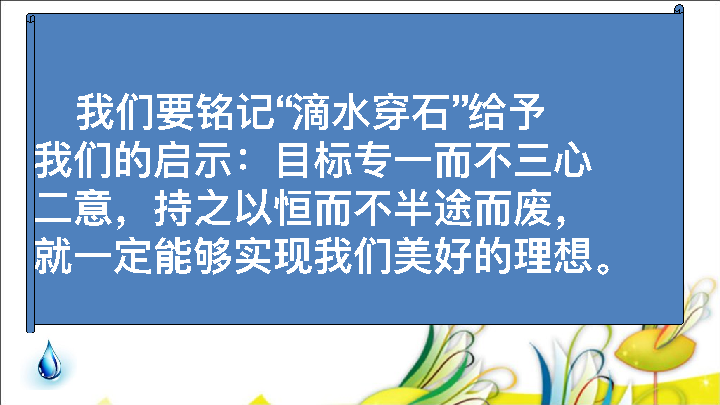 我们要铭记“滴水穿石”给予
我们的启示：目标专一而不三心
二意，持之以恒而不半途而废，
就一定能够实现我们美好的理想。